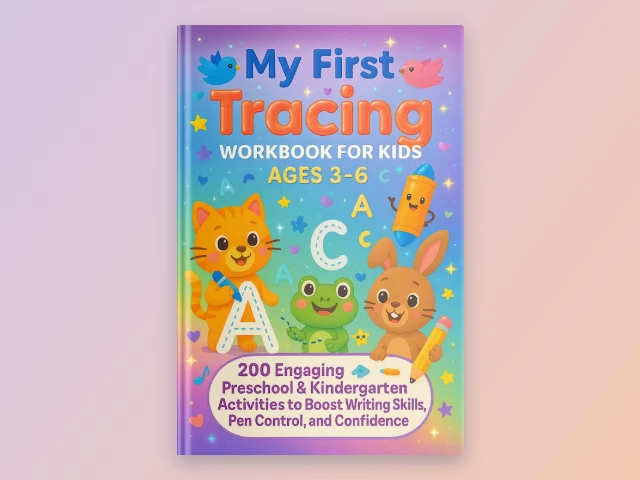 My First
Tracing
WORKBOOK FOR KIDS
AGES 3-6
A
C
A
C
C
A
A
200 Engaging
Preschool & Kindergarten
Activities to Boost Writing Skills,
Pen Control, and Confidence